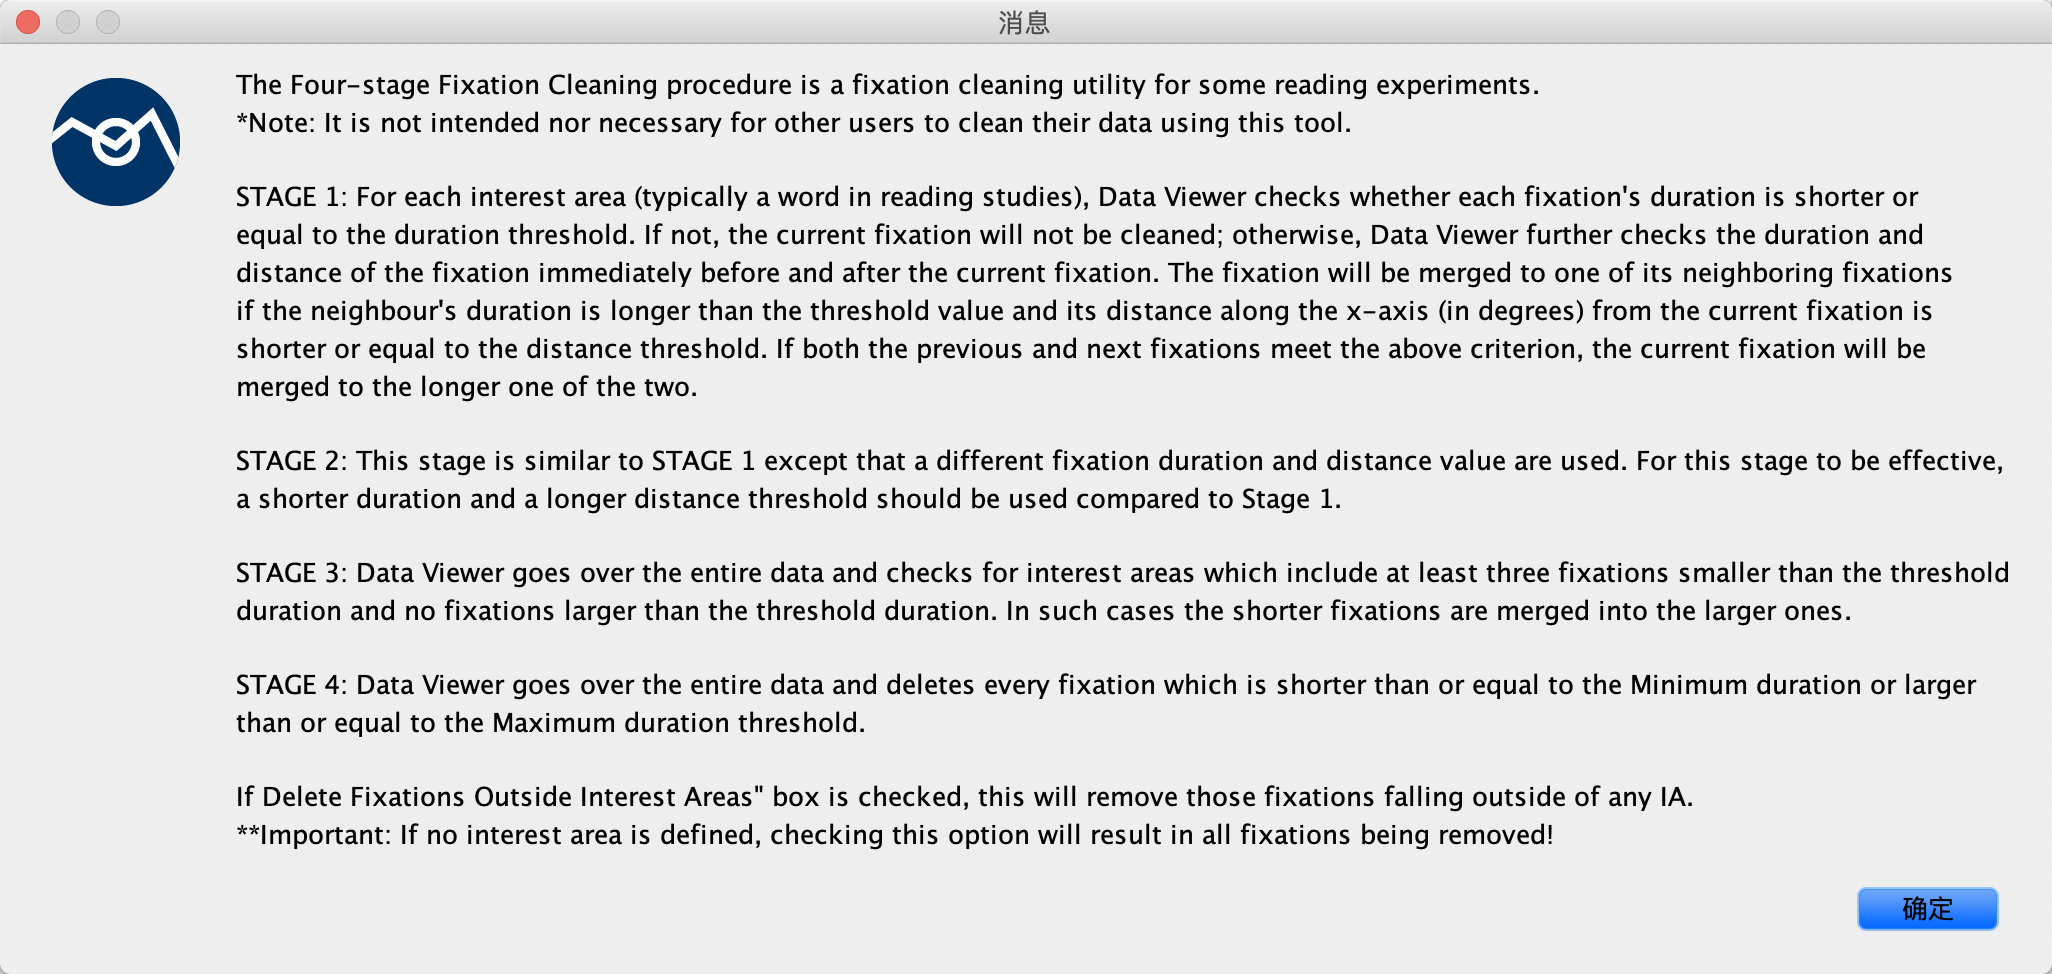 消息
The Four-stage Fixation Cleaning procedure is a fixation cleaning utility for some reading experiments.
*Note: It is not intended nor necessary for other users to clean their data using this tool.
STAGE 1: For each interest area (typically a word in reading studies), Data Viewer checks whether each fixation's duration is shorter or
equal to the duration threshold. If not, the current fixation will not be cleaned; otherwise, Data Viewer further checks the duration and
distance of the fixation immediately before and after the current fixation. The fixation will be merged to one of its neighboring fixations
if the neighbour's duration is longer than the threshold value and its distance along the x-axis (in degrees) from the current fixation is
shorter or equal to the distance threshold. If both the previous and next fixations meet the above criterion, the current fixation will be
merged to the longer one of the two.
STAGE 2: This stage is similar to STAGE 1 except that a different fixation duration and distance value are used. For this stage to be effective,
a shorter duration and a longer distance threshold should be used compared to Stage 1.
STAGE 3: Data Viewer goes over the entire data and checks for interest areas which include at least three fixations smaller than the threshold
duration and no fixations larger than the threshold duration. In such cases the shorter fixations are merged into the larger ones.
STAGE 4: Data Viewer goes over the entire data and deletes every fixation which is shorter than or equal to the Minimum duration or larger
than or equal to the Maximum duration threshold.
If Delete Fixations Outside Interest Areas" box is checked, this will remove those fixations falling outside of any IA.
**Important: If no interest area is defined, checking this option will result in all fixations being removed!
确定